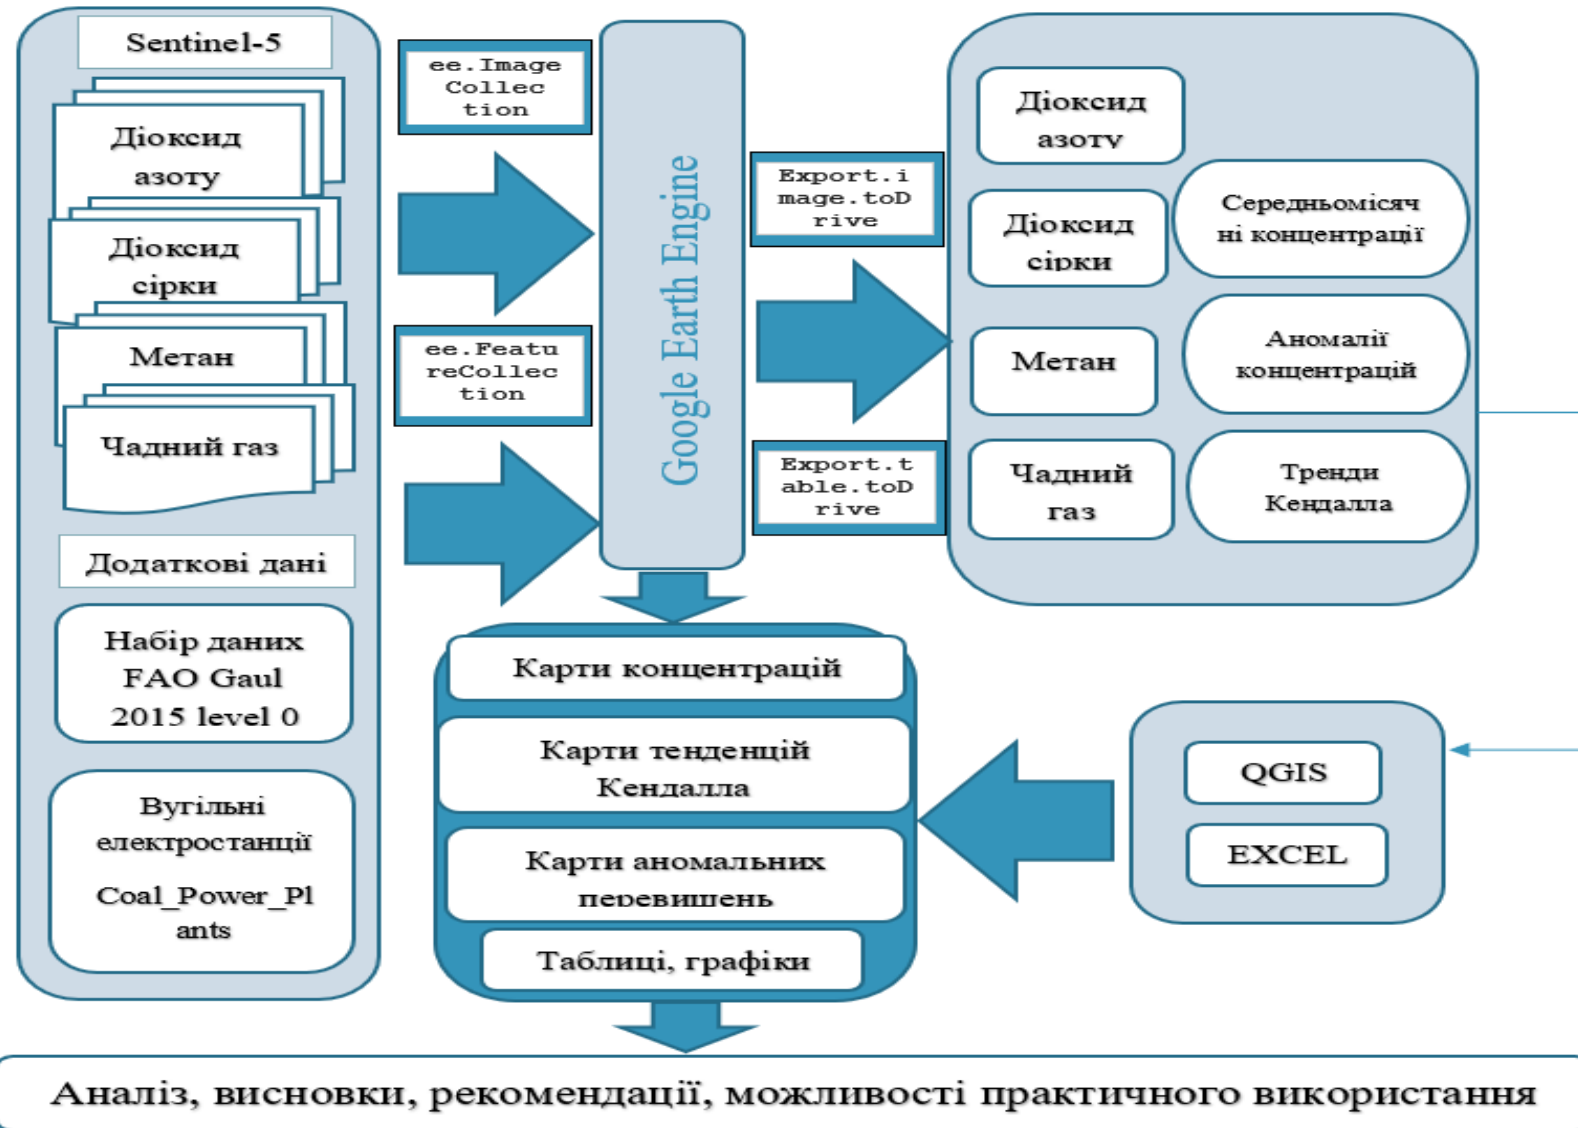 Sentinel-5
Діоксид
азоту
Діоксид
сірки
Метан
Чадний газ
Додаткові дані
Набір даних
FAO Gaul
2015 level 0
Вугільні
електростанції
Coal_Power_Pl
ants
ee.Image
Collec
tion
ee.Featu
reCollec
tion
Google Earth Engine
Export.i
mage.toD
rive
Export.t
able.toD
rive
Діоксид
азоту
Діоксид
сірки
Метан
Чадний
газ
Середньомісяч
ні концентрації
Аномалії
концентрацій
Тренди
Кендалла
Карти концентрацій
Карти тенденцій
Кендалла
Карти аномальних
перевишень
Таблиці, графіки
QGIS
EXCEL
Аналіз, висновки, рекомендації, можливості практичного використання